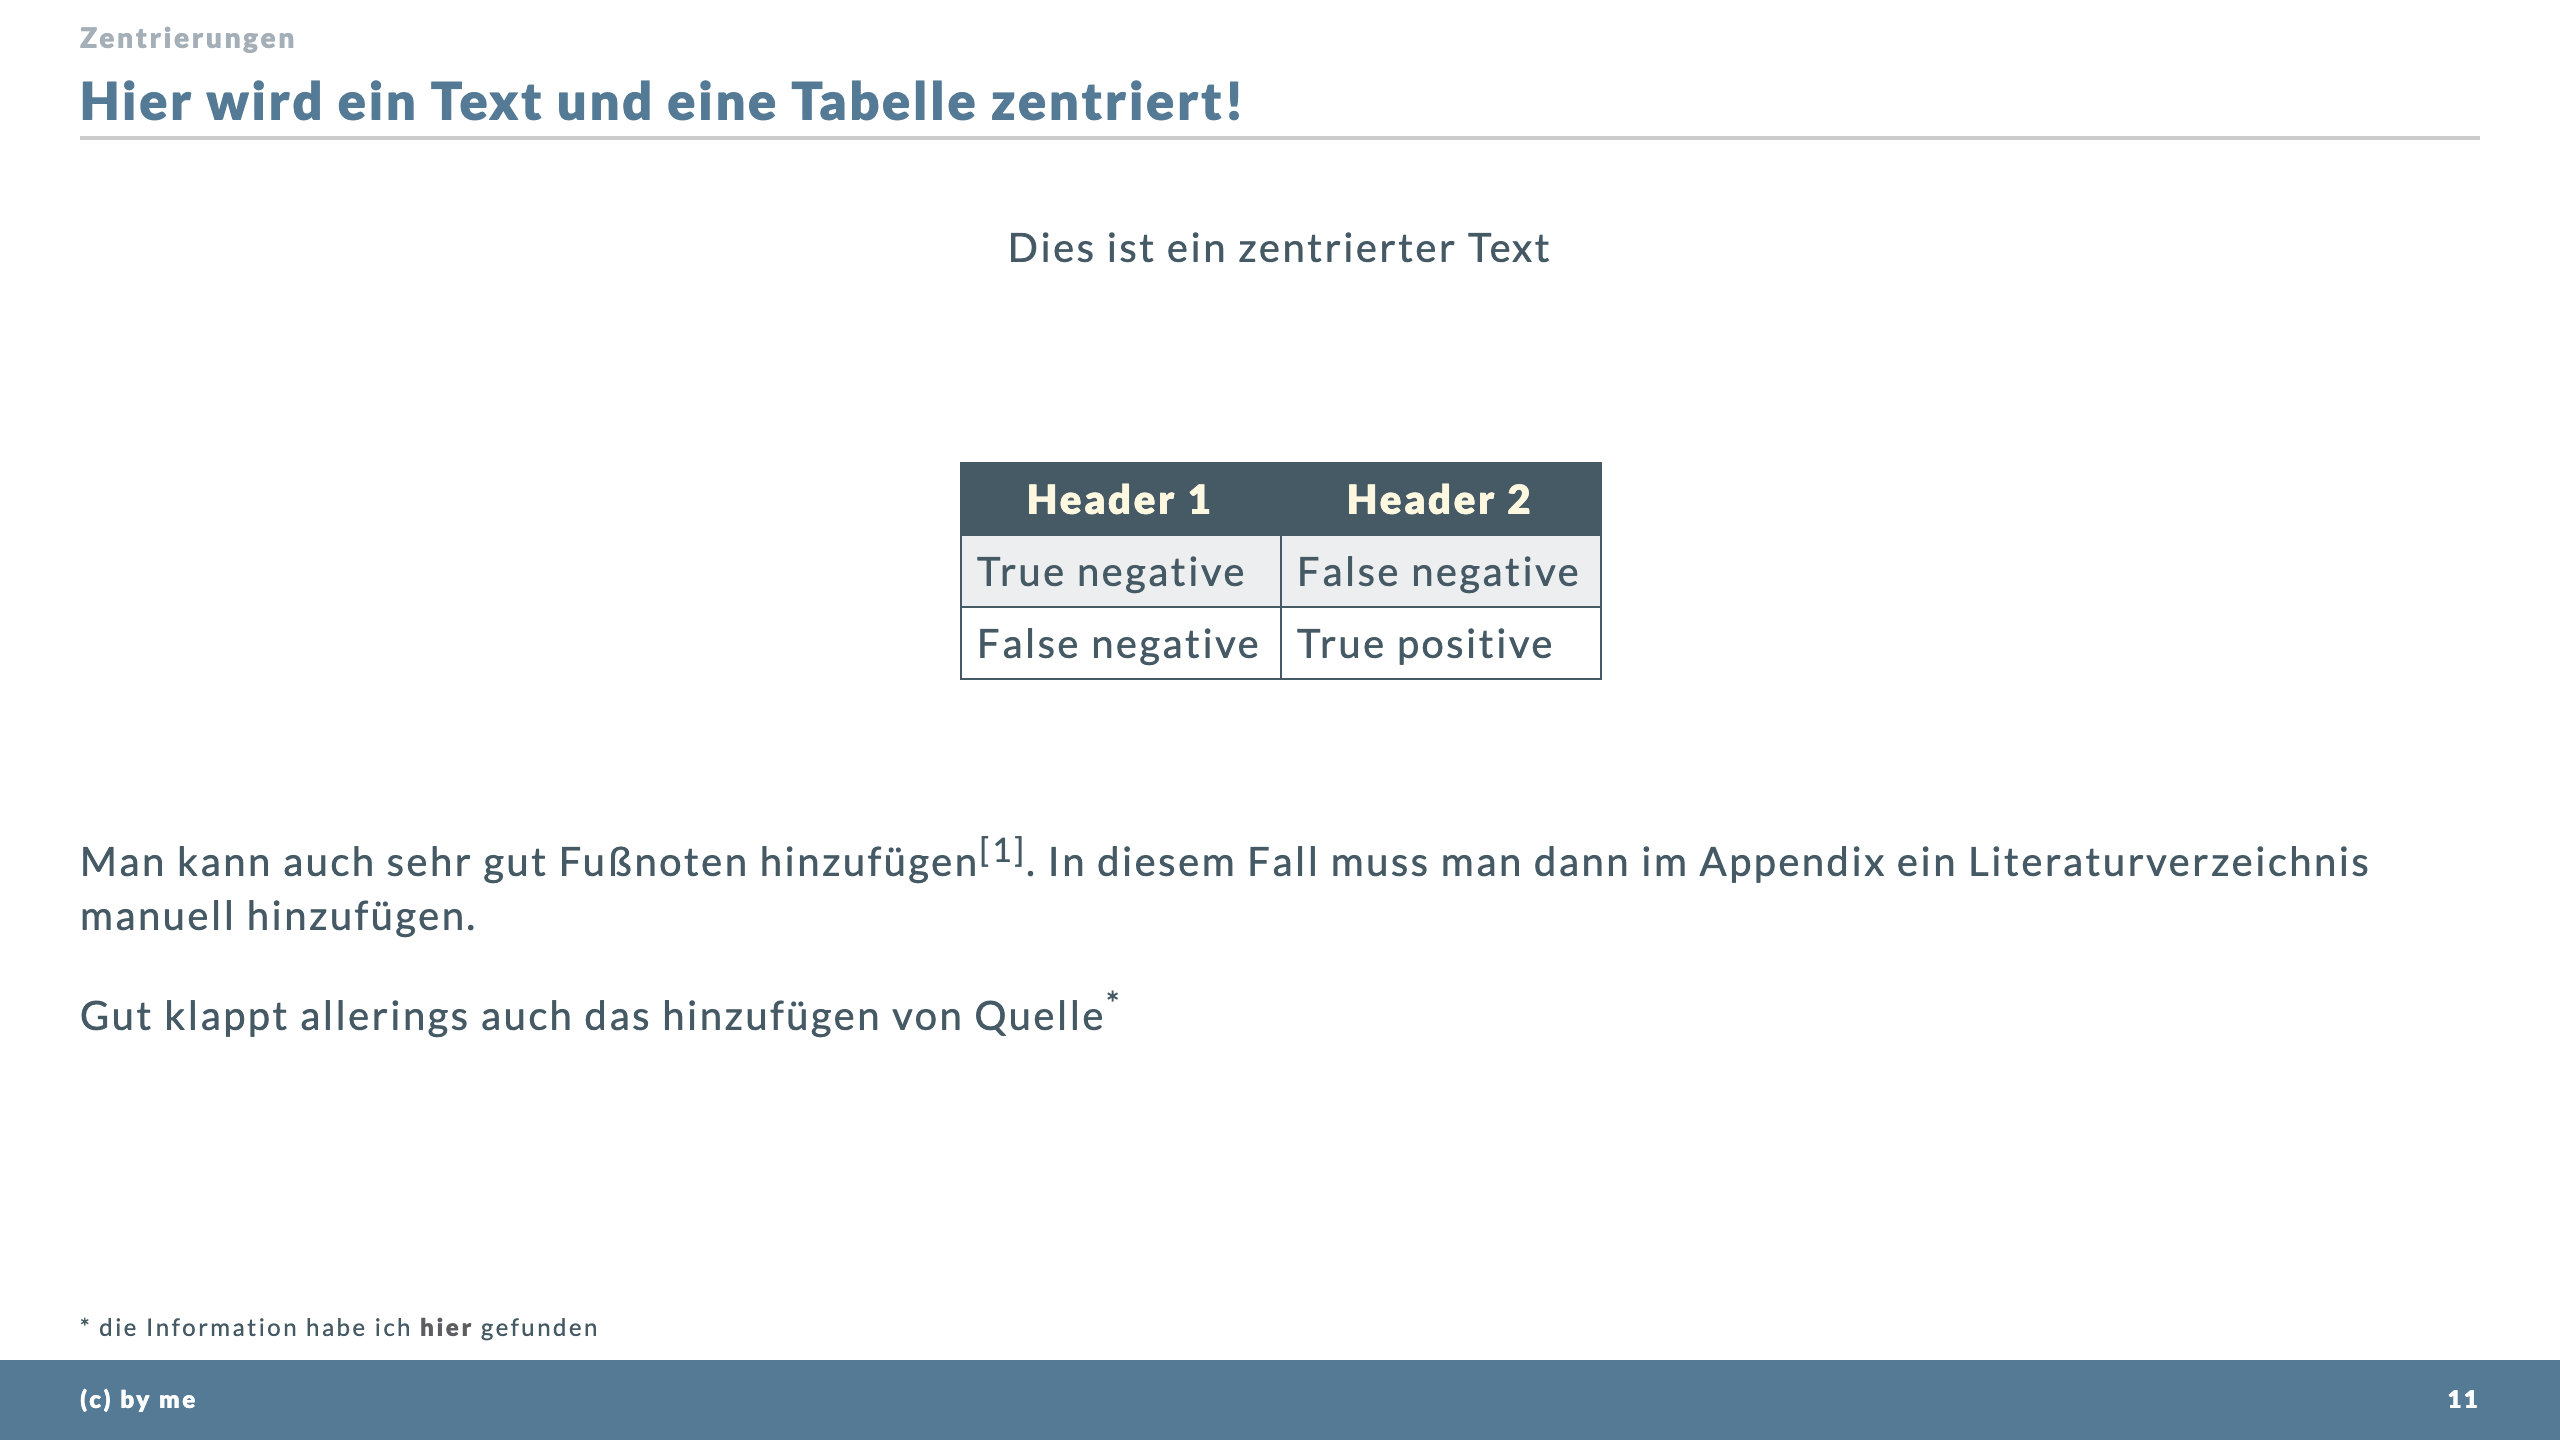 Zentrierungen
Hier wird ein Text und eine Tabelle zentriert!
Dies ist ein zentrierter Text
Header 1 Header 2
True negative False negative
False negative True positive
Man kann auch sehr gut Fußnoten hinzufügen[1]. In diesem Fall muss man dann im Appendix ein Literaturverzeichnis
manuell hinzufügen.
Gut klappt allerings auch das hinzufügen von Quelle*
* die Information habe ich hier gefunden
(c) by me 11